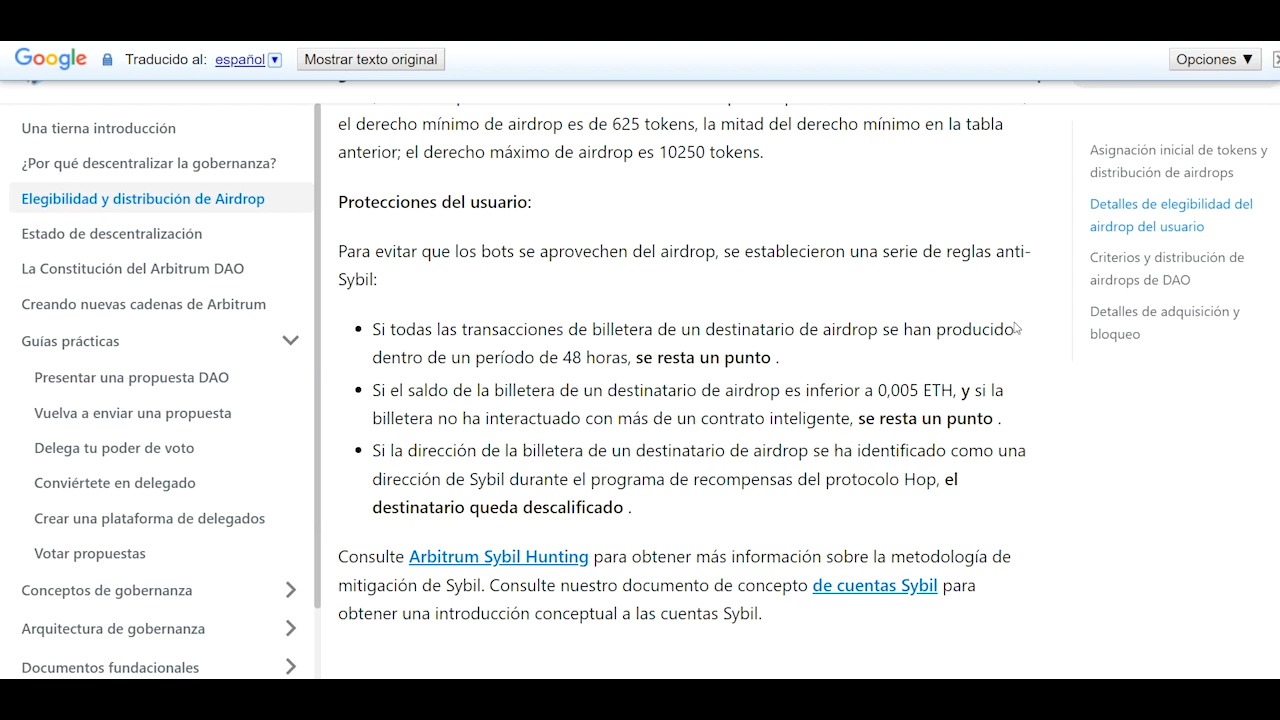 Google Traducido al: español Mostrar texto original Opciones ▼
Una tierna introducción
¿Por qué descentralizar la gobernanza?
Elegibilidad y distribución de Airdrop
Estado de descentralización
La Constitución del Arbitrum DAO
Creando nuevas cadenas de Arbitrum
Guías prácticas
Presentar una propuesta DAO
Vuelva a enviar una propuesta
Delega tu poder de voto
Conviértete en delegado
Crear una plataforma de delegados
Votar propuestas
Conceptos de gobernanza
Arquitectura de gobernanza
Documentos fundacionales
el derecho mínimo de airdrop es de 625 tokens, la mitad del derecho mínimo en la tabla
anterior; el derecho máximo de airdrop es 10250 tokens.
Protecciones del usuario:
Para evitar que los bots se aprovechen del airdrop, se establecieron una serie de reglas anti-
Sybil:
• Si todas las transacciones de billetera de un destinatario de airdrop se han producido
dentro de un período de 48 horas, se resta un punto .
• Si el saldo de la billetera de un destinatario de airdrop es inferior a 0,005 ETH, y si la
billetera no ha interactuado con más de un contrato inteligente, se resta un punto .
• Si la dirección de la billetera de un destinatario de airdrop se ha identificado como una
dirección de Sybil durante el programa de recompensas del protocolo Hop, el
destinatario queda descalificado .
Consulte Arbitrum Sybil Hunting para obtener más información sobre la metodología de
mitigación de Sybil. Consulte nuestro documento de concepto de cuentas Sybil para
obtener una introducción conceptual a las cuentas Sybil.
Asignación inicial de tokens y
distribución de airdrops
Detalles de elegibilidad del
airdrop del usuario
Criterios y distribución de
airdrops de DAO
Detalles de adquisición y
bloqueo